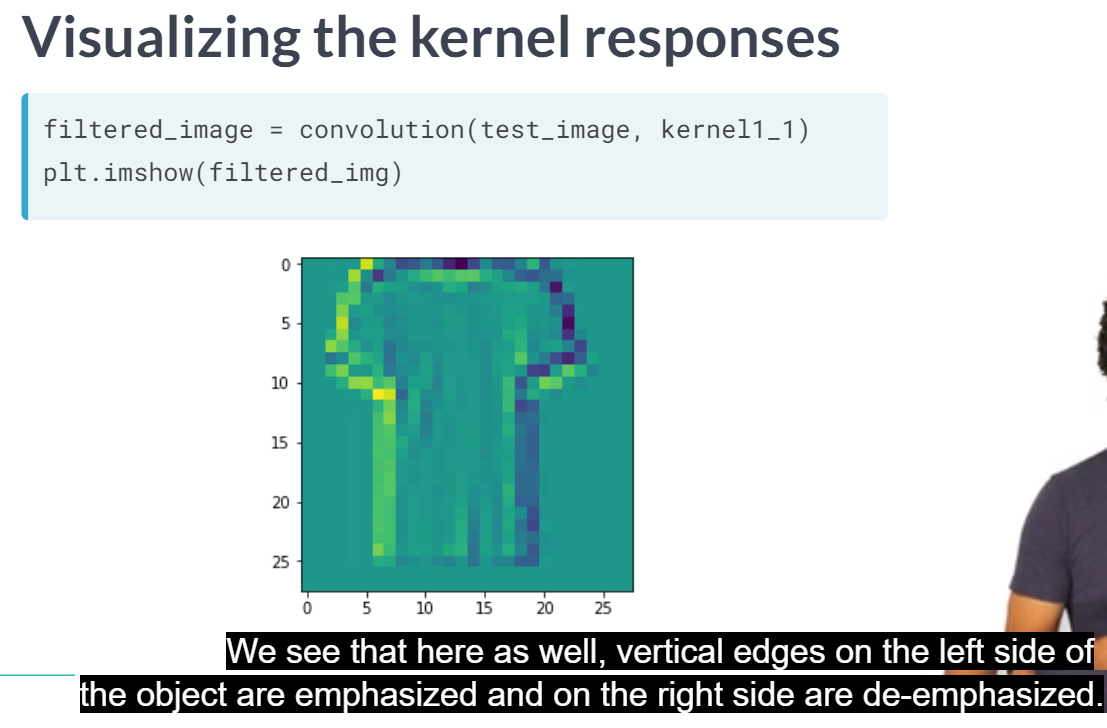 Visualizing the kernel responses
filtered_image = convolution(test_image, kernel1_1)
plt.imshow(filtered_img)
0
5
10
15
20
25
0 5 10 15 20 25
We see that here as well, vertical edges on the left side of
the object are emphasized and on the right side are de-emphasized.